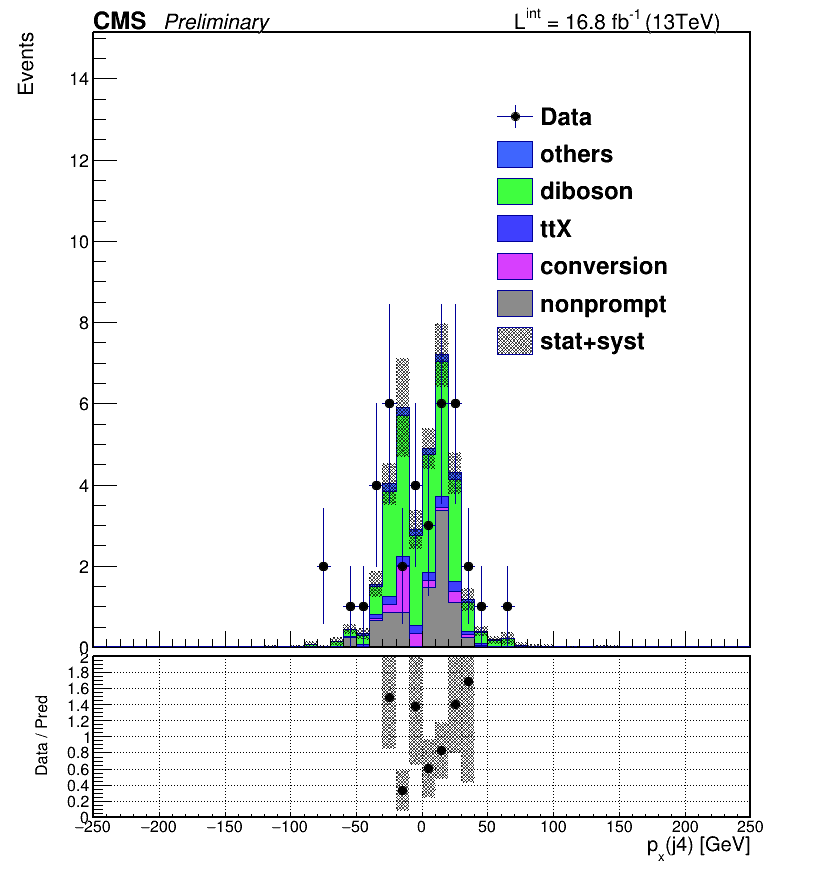 CMS Preliminary L^int = 16.8 fb^-1 (13TeV)
Events
14
12
10
8
6
4
2
0
Data
others
diboson
ttX
conversion
nonprompt
stat+syst
Data / Pred
2
1.8
1.6
1.4
1.2
1
0.8
0.6
0.4
0.2
0
−250 −200 −150 −100 −50 0 50 100 150 200 250
p_x(j4) [GeV]